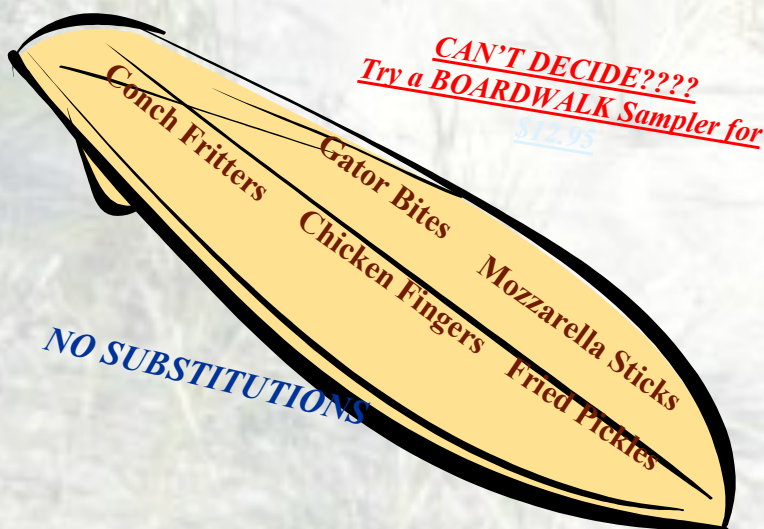 CAN'T DECIDE????
Try a BOARDWALK Sampler for
$12.95
Conch Fritters
Gator Bites
Chicken Fingers
Mozzarella Sticks
Fried Pickles
NO SUBSTITUTIONS